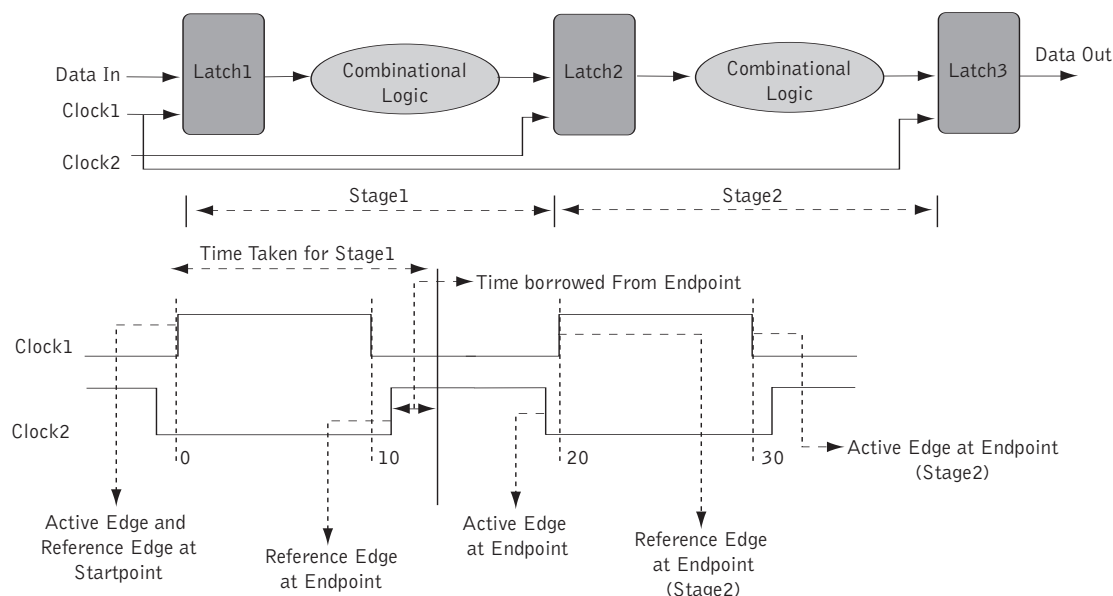 Data In
Clock1
Clock2
Latch1
Combinational
Logic
Latch2
Combinational
Logic
Latch3
Data Out
Stage1
Stage2
Time Taken for Stage1
Time borrowed From Endpoint
Clock1
Clock2
0
10
20
30
Active Edge and
Reference Edge at
Startpoint
Reference Edge
at Endpoint
Active Edge
at Endpoint
Reference Edge
at Endpoint
(Stage2)
Active Edge at Endpoint
(Stage2)